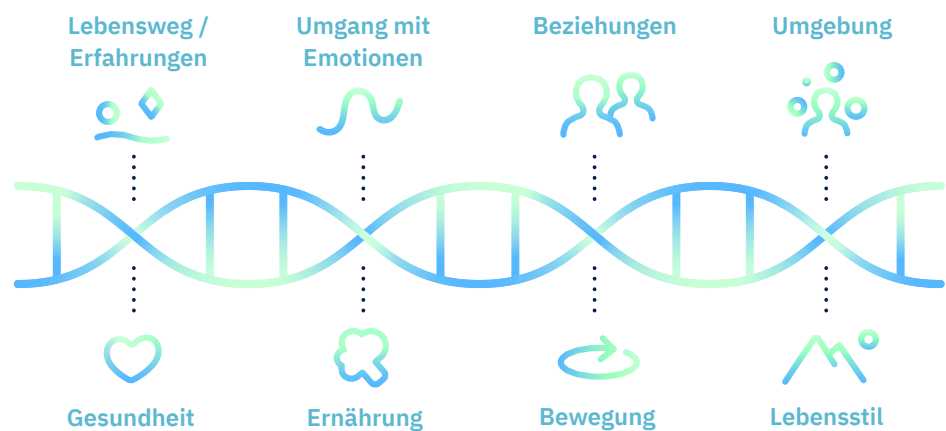 Lebensweg /
Erfahrungen
Umgang mit
Emotionen
Beziehungen
Umgebung
Gesundheit
Ernährung
Bewegung
Lebensstil